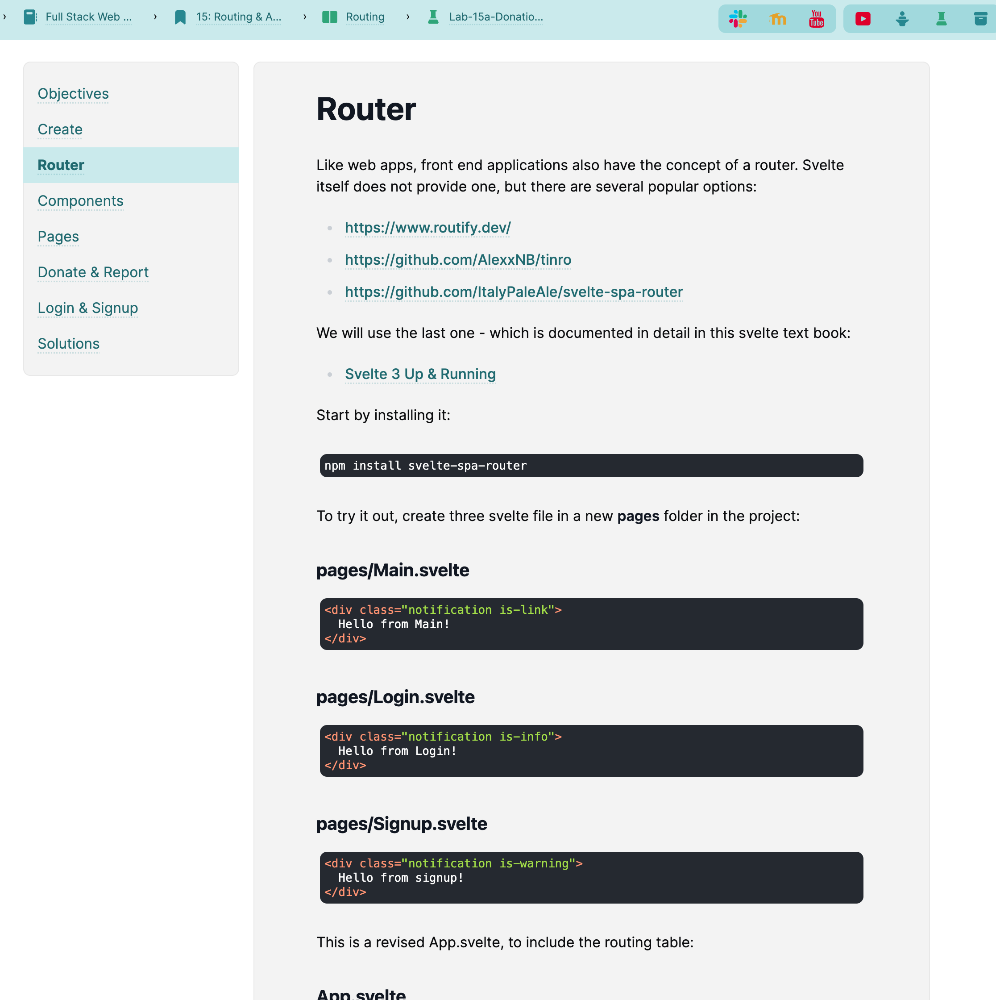 › Full Stack Web ... › 15: Routing & A... › Routing › Lab-15a-Donatio...
You
Tube
Objectives
Create
Router
Components
Pages
Donate & Report
Login & Signup
Solutions
Router
Like web apps, front end applications also have the concept of a router. Svelte
itself does not provide one, but there are several popular options:
https://www.routify.dev/
https://github.com/AlexxNB/tinro
https://github.com/ItalyPaleAle/svelte-spa-router
We will use the last one - which is documented in detail in this svelte text book:
Svelte 3 Up & Running
Start by installing it:
npm install svelte-spa-router
To try it out, create three svelte file in a new pages folder in the project:
pages/Main.svelte
<div class="notification is-link">
  Hello from Main!
</div>
pages/Login.svelte
<div class="notification is-info">
  Hello from Login!
</div>
pages/Signup.svelte
<div class="notification is-warning">
  Hello from signup!
</div>
This is a revised App.svelte, to include the routing table:
App.svelte